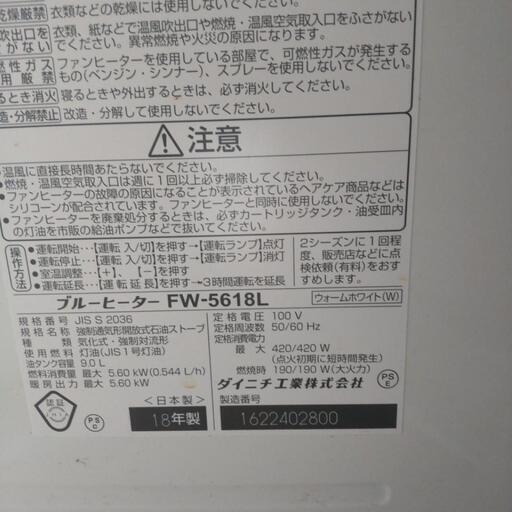 乾燥厳禁 衣類などの乾燥には使用しないでください。
衣類、紙などで温風吹出口や燃焼・温風空気取入口をふさがない
でください。異常燃焼や火災の原因になります。
ファンヒーターを使用している部屋で、可燃性ガスが発生する
もの(ベンジン・シンナー)、スプレーを使用しないでください。
るとき消火 寝るときや外出するときは、必ず消火してください。
造・分解禁止 改造・分解して使用しないでください。
⚠注意
●温風に直接長時間あたらないでください。
●燃焼・温風空気取入口は週に1回以上必ず掃除してください。
●ファンヒーターの故障の原因になることが表示されているヘアケア商品などは
シリコーンが配合されています。ファンヒーターと同時に使用しないでください。
●ファンヒーターを廃棄処分するときは、必ずカートリッジタンク・油受皿内
の灯油を市販の給油ポンプなどで抜いてください。
操作方法
●運転開始…【運転 入/切】を押す→【運転ランプ】点灯
●運転停止…【運転 入/切】を押す→【運転ランプ】消灯
●室温調整…【+】、【-】を押す
●運転延長…【運転延長】を押す→3時間運転を延長
2シーズンに1回程
度、販売店などに点
検依頼(有料)をおす
すめします。
ブルーヒーター FW-5618L ウォームホワイト(W)
規格番号 JIS S 2036
規格名 強制通気形開放式石油ストーブ
種類 気化式・強制対流形
使用燃料 灯油(JIS1号灯油)
油タンク容量 9.0 L
燃料消費量 最大 5.60 kW(0.544 L/h)
暖房出力 最大 5.60 kW
定格電圧 100 V
定格周波数 50/60 Hz
定格消費電力
最大 420/420 W
(点火初期に短時間発生)
燃焼時 190/190 W(大火力)
ダイニチ工業株式会社
PS E
認証
PS C
<日本製>
18年製
製造番号
1622402800